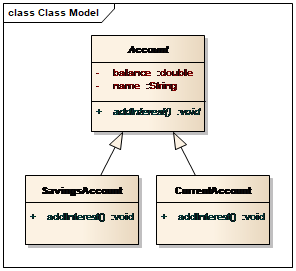 class Class Model
Account
- balance :double
- name :String
+ addInterest() :void
SavingsAccount
+ addInterest() :void
CurrentAccount
+ addInterest() :void